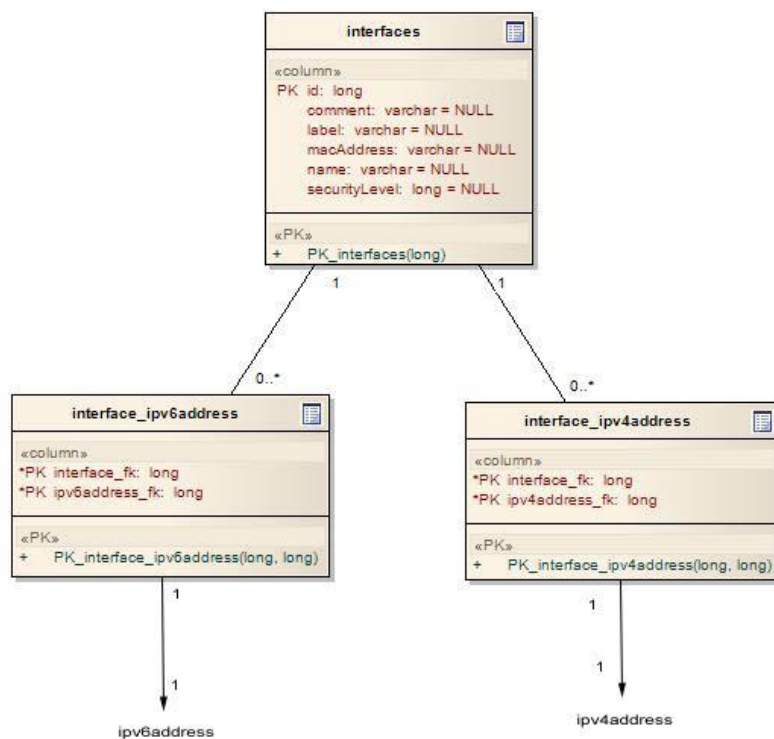 interfaces
«column»
PK id: long
comment: varchar = NULL
label: varchar = NULL
macAddress: varchar = NULL
name: varchar = NULL
securityLevel: long = NULL
«PK»
+ PK_interfaces(long)
1
1
0..*
0..*
interface_ipv6address
«column»
*PK interface_fk: long
*PK ipv6address_fk: long
«PK»
+ PK_interface_ipv6address(long, long)
1
1
ipv6address
interface_ipv4address
«column»
*PK interface_fk: long
*PK ipv4address_fk: long
«PK»
+ PK_interface_ipv4address(long, long)
1
1
ipv4address